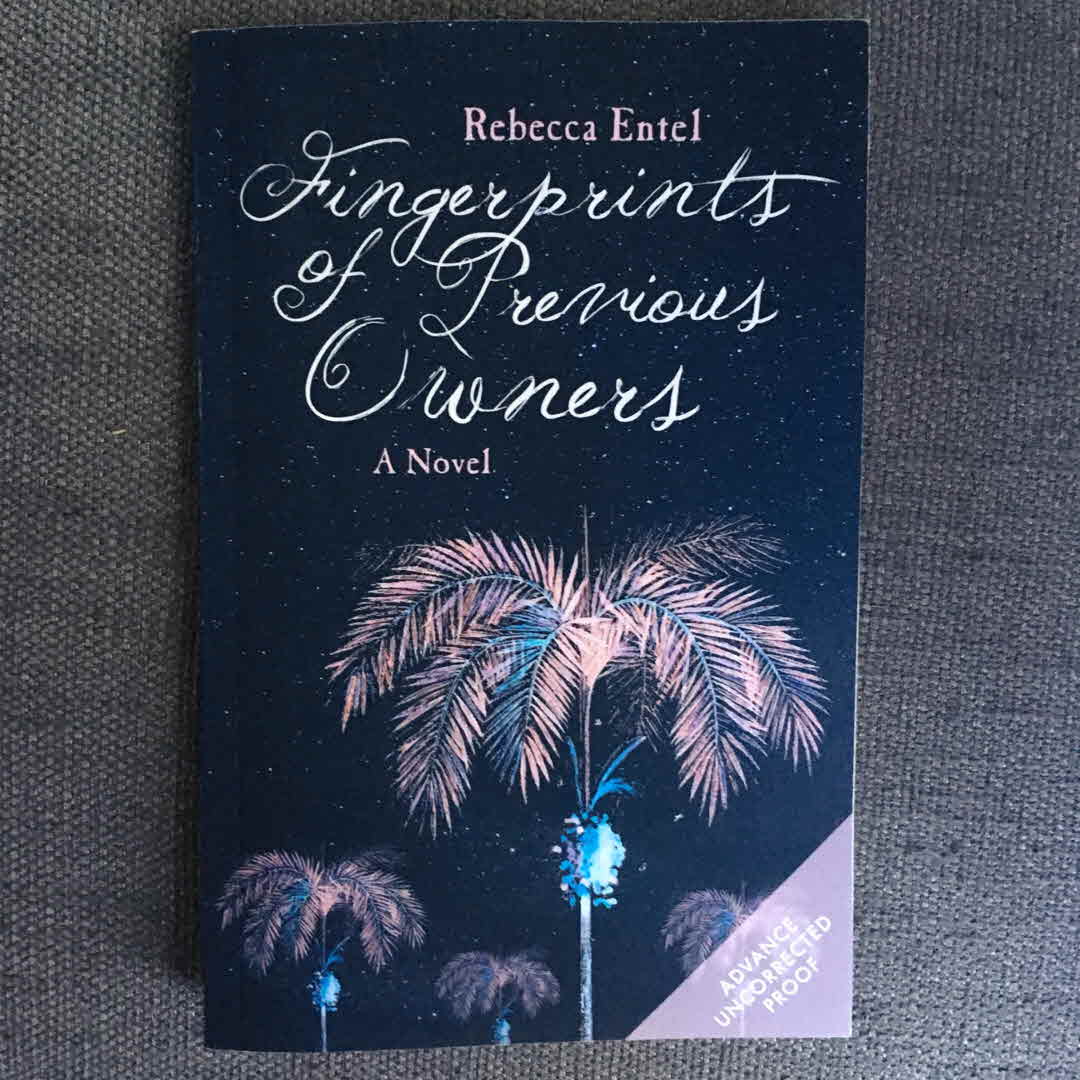 Rebecca Entel
Fingerprints
of Previous
Owners
A Novel
ADVANCE
UNCORRECTED
PROOF